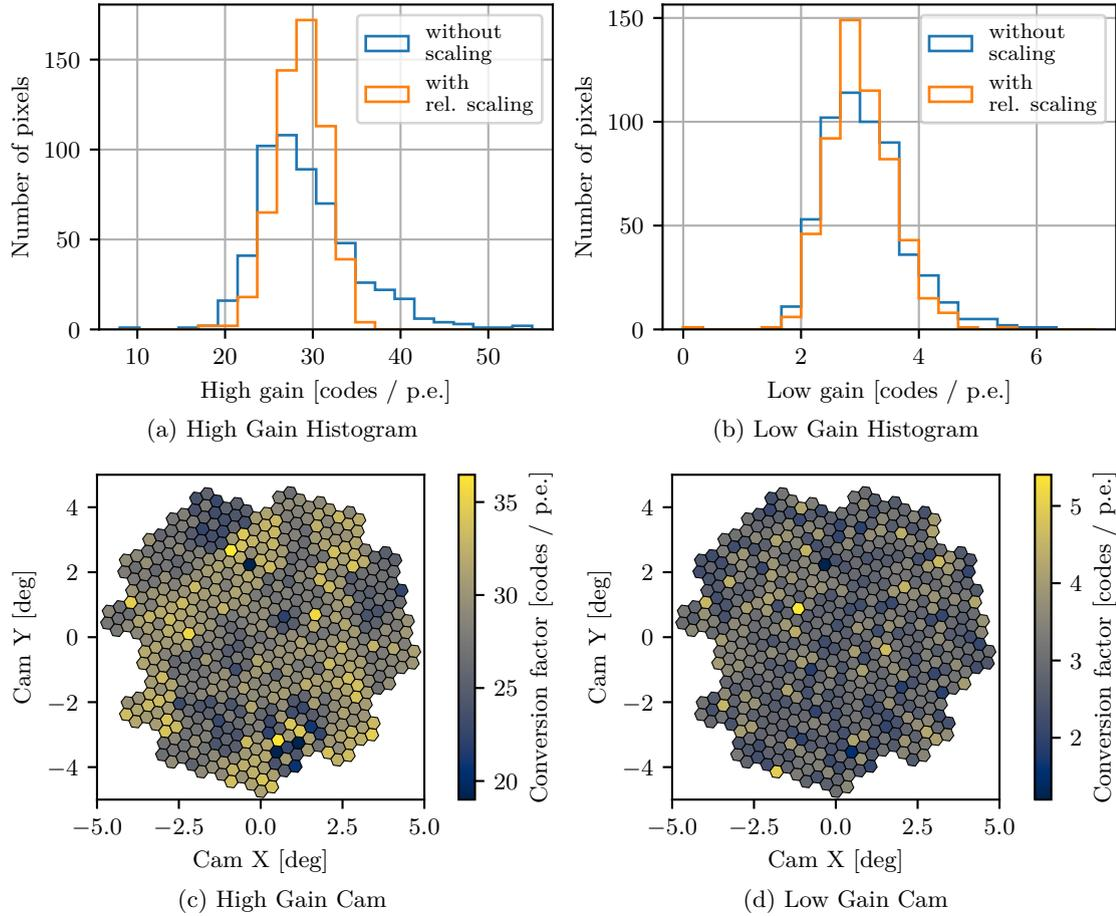 Number of pixels
150
100
50
0
10
20
30
40
50
High gain [codes / p.e.]
without
scaling
with
rel. scaling
(a) High Gain Histogram
Number of pixels
150
100
50
0
0
2
4
6
Low gain [codes / p.e.]
without
scaling
with
rel. scaling
(b) Low Gain Histogram
Cam Y [deg]
4
2
0
−2
−4
−5.0
−2.5
0.0
2.5
5.0
Cam X [deg]
35
30
25
20
Conversion factor [codes / p.e.]
(c) High Gain Cam
Cam Y [deg]
4
2
0
−2
−4
−5.0
−2.5
0.0
2.5
5.0
Cam X [deg]
5
4
3
2
Conversion factor [codes / p.e.]
(d) Low Gain Cam